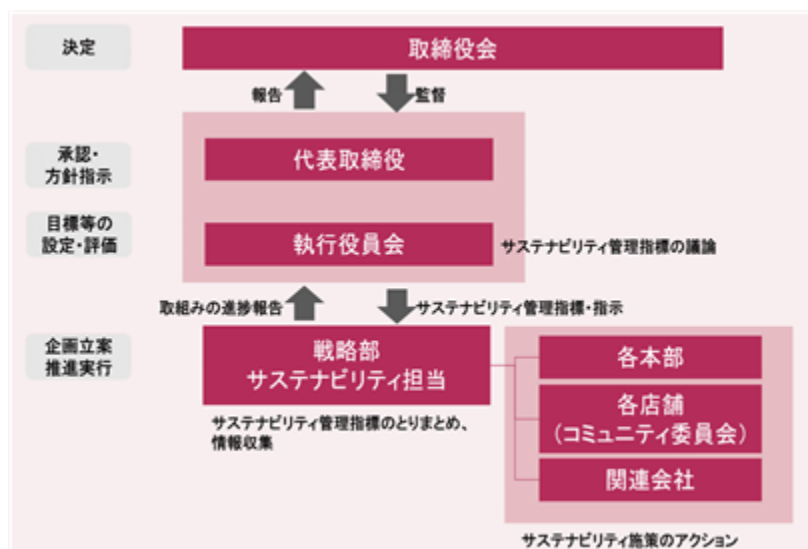 決定
取締役会
報告
監督
承認・
方針指示
代表取締役
目標等の
設定・評価
執行役員会
サステナビリティ管理指標の議論
取組みの進捗報告
サステナビリティ管理指標・指示
企画立案
推進実行
戦略部
サステナビリティ担当
各本部
各店舗
(コミュニティ委員会)
関連会社
サステナビリティ管理指標のとりまとめ、
情報収集
サステナビリティ施策のアクション